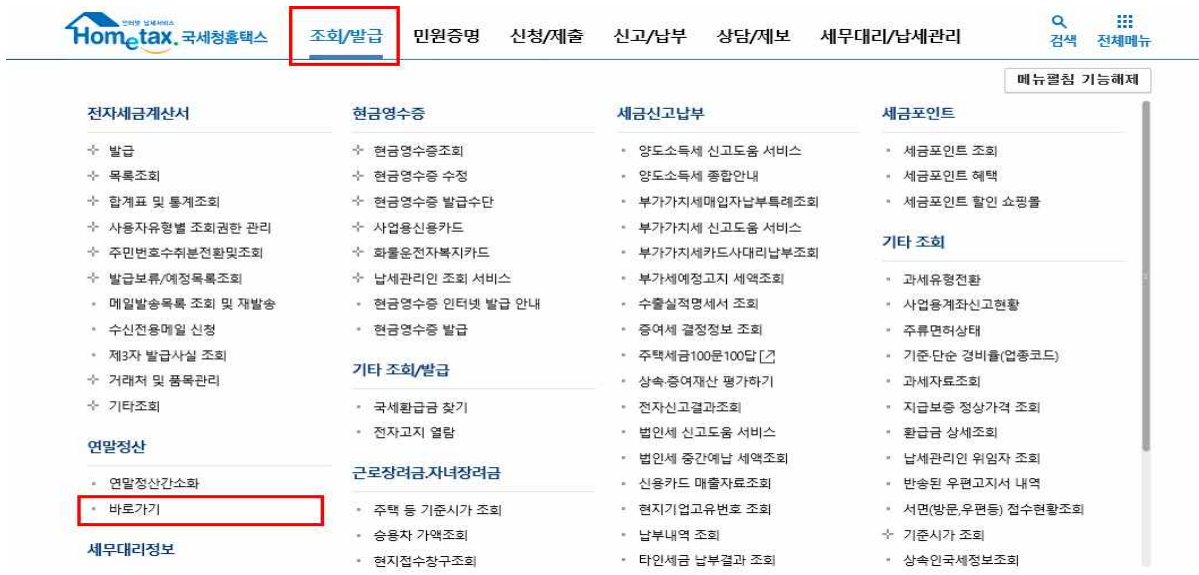 인터넷 납세서비스
Hometax. 국세청홈택스
조회/발급
민원증명
신청/제출
신고/납부
상담/제보
세무대리/납세관리
검색
전체메뉴
메뉴펼침 기능해제
전자세금계산서
발급
목록조회
합계표 및 통계조회
사용자유형별 조회권한 관리
주민번호수취분전환및조회
발급보류/예정목록조회
메일발송목록 조회 및 재발송
수신전용메일 신청
제3자 발급사실 조회
거래처 및 품목관리
기타조회
연말정산
연말정산간소화
바로가기
세무대리정보
현금영수증
현금영수증조회
현금영수증 수정
현금영수증 발급수단
사업용신용카드
화물운전자복지카드
납세관리인 조회 서비스
현금영수증 인터넷 발급 안내
현금영수증 발급
기타 조회/발급
국세환급금 찾기
전자고지 열람
근로장려금.자녀장려금
주택 등 기준시가 조회
승용차 가액조회
현지접수창구조회
세금신고납부
양도소득세 신고도움 서비스
양도소득세 종합안내
부가가치세매입자납부특례조회
부가가치세 신고도움 서비스
부가가치세카드사대리납부조회
부가세예정고지 세액조회
수출실적명세서 조회
증여세 결정정보 조회
주택세금100문100답
상속·증여재산 평가하기
전자신고결과조회
법인세 신고도움 서비스
법인세 중간예납 세액조회
신용카드 매출자료조회
현지기업고유번호 조회
납부내역 조회
타인세금 납부결과 조회
세금포인트
세금포인트 조회
세금포인트 혜택
세금포인트 할인 쇼핑몰
기타 조회
과세유형전환
사업용계좌신고현황
주류면허상태
기준·단순 경비율(업종코드)
과세자료조회
지급보증 정상가격 조회
환급금 상세조회
납세관리인 위임자 조회
반송된 우편고지서 내역
서면(방문,우편등) 접수현황조회
기준시가 조회
상속인국세정보조회